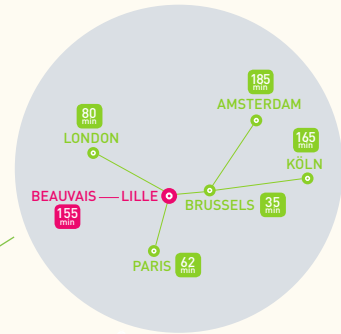 185
min
AMSTERDAM
80
min
LONDON
165
min
KÖLN
BEAUVAIS — LILLE
155
min
BRUSSELS
35
min
PARIS
62
min